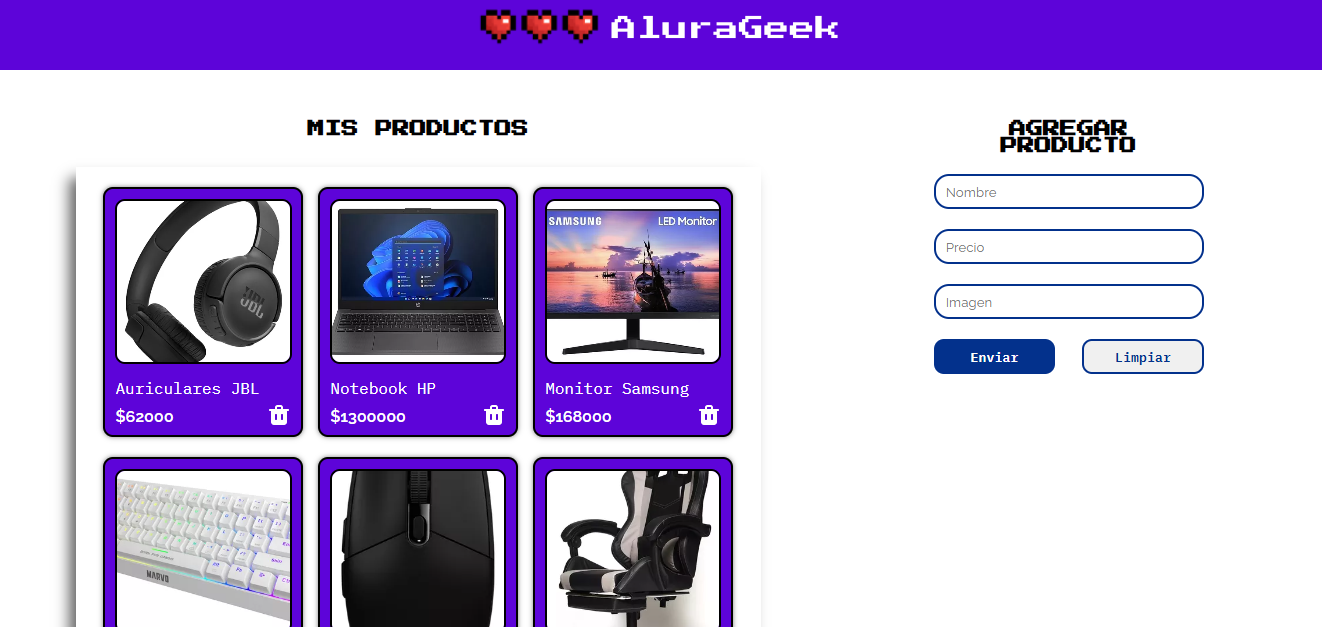 AluraGeek
MIS PRODUCTOS
JBL
Auriculares JBL
$62000
Notebook HP
$1300000
SAMSUNG LED Monitor
Monitor Samsung
$168000
MARVO
AGREGAR
PRODUCTO
Nombre
Precio
Imagen
Enviar Limpiar